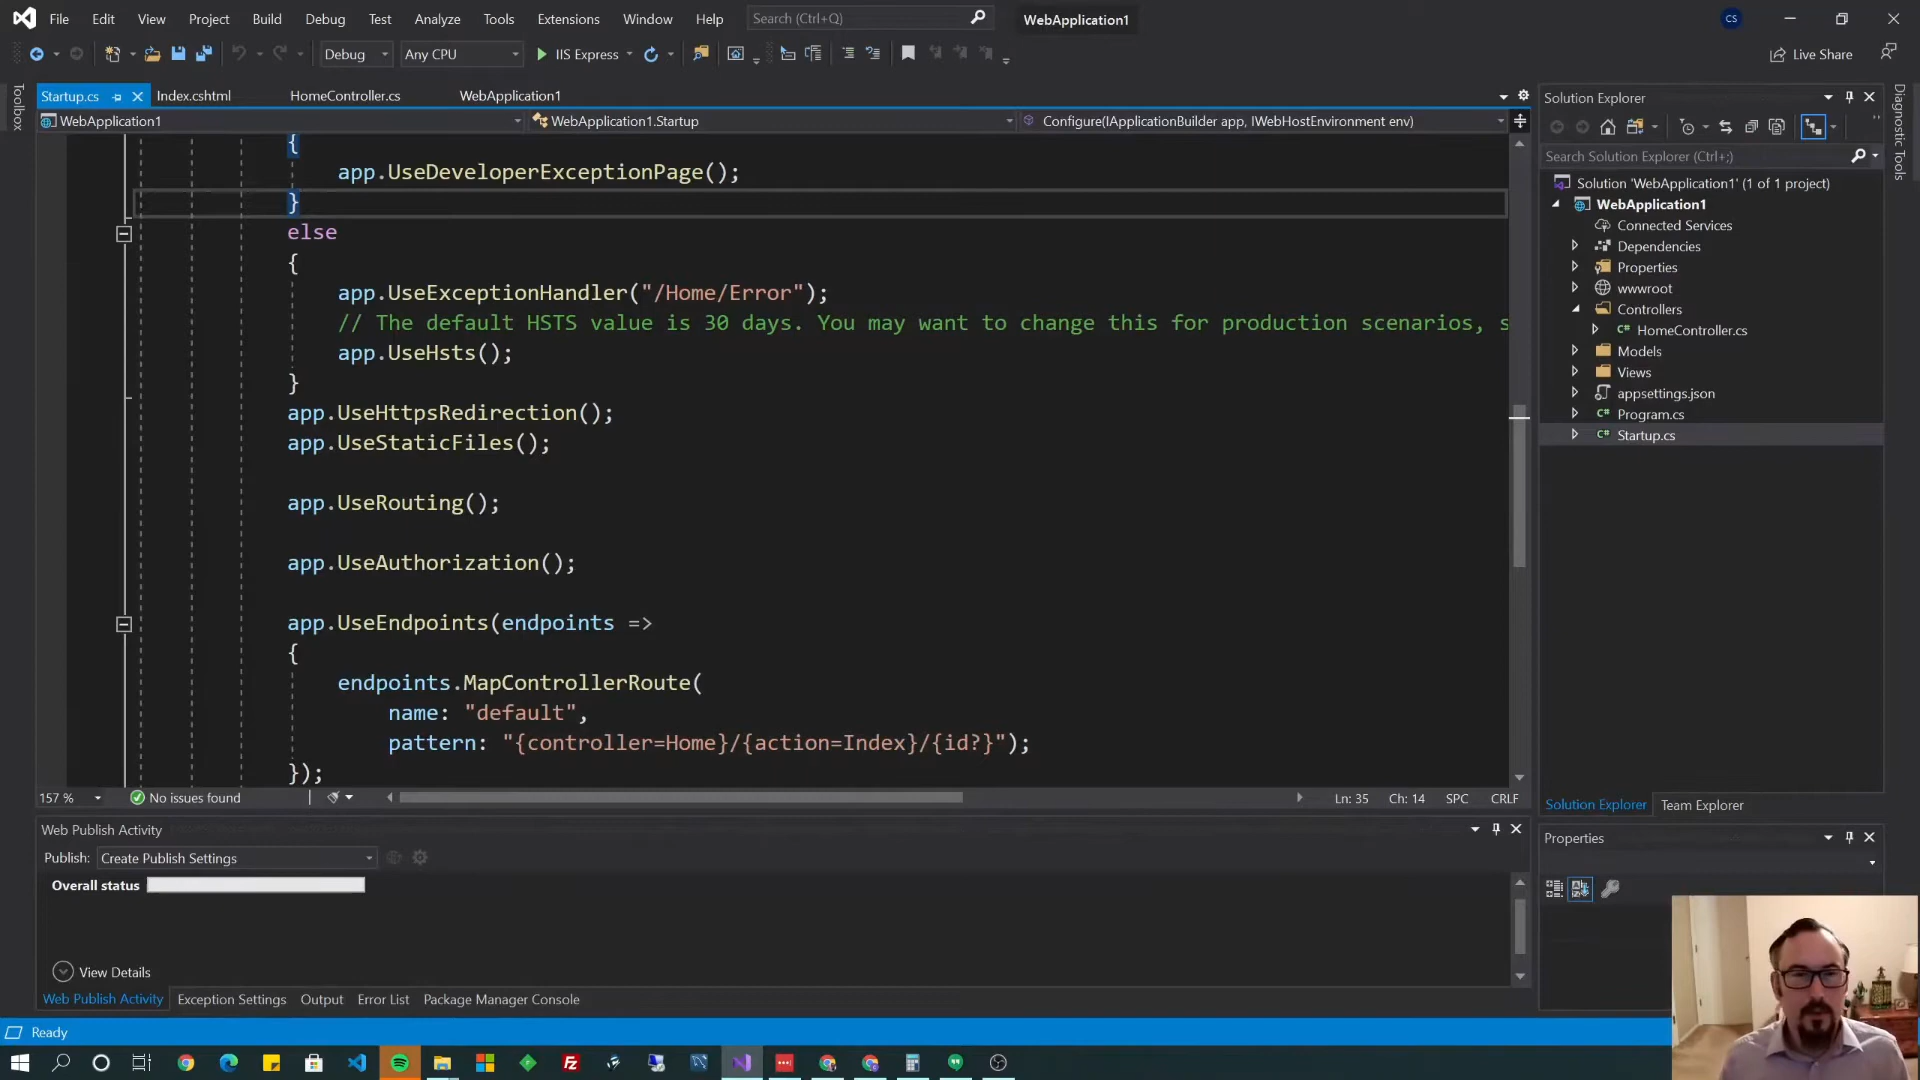 File Edit View Project Build Debug Test Analyze Tools Extensions Window Help Search (Ctrl+Q) WebApplication1 CS
Debug Any CPU IIS Express Live Share
Toolbox
Startup.cs Index.cshtml HomeController.cs WebApplication1
WebApplication1 WebApplication1.Startup Configure(IApplicationBuilder app, IWebHostEnvironment env)
{
app.UseDeveloperExceptionPage();
}
else
{
app.UseExceptionHandler("/Home/Error");
// The default HSTS value is 30 days. You may want to change this for production scenarios, s
app.UseHsts();
}
app.UseHttpsRedirection();
app.UseStaticFiles();
app.UseRouting();
app.UseAuthorization();
app.UseEndpoints(endpoints =>
{
endpoints.MapControllerRoute(
name: "default",
pattern: "{controller=Home}/{action=Index}/{id?}");
});
157 % No issues found Ln: 35 Ch: 14 SPC CRLF
Web Publish Activity
Publish: Create Publish Settings
Overall status
View Details
Web Publish Activity Exception Settings Output Error List Package Manager Console
Ready
Solution Explorer
Search Solution Explorer (Ctrl+;)
Solution 'WebApplication1' (1 of 1 project)
WebApplication1
Connected Services
Dependencies
Properties
wwwroot
Controllers
C# HomeController.cs
Models
Views
appsettings.json
C# Program.cs
C# Startup.cs
Solution Explorer Team Explorer
Properties
Diagnostic Tools